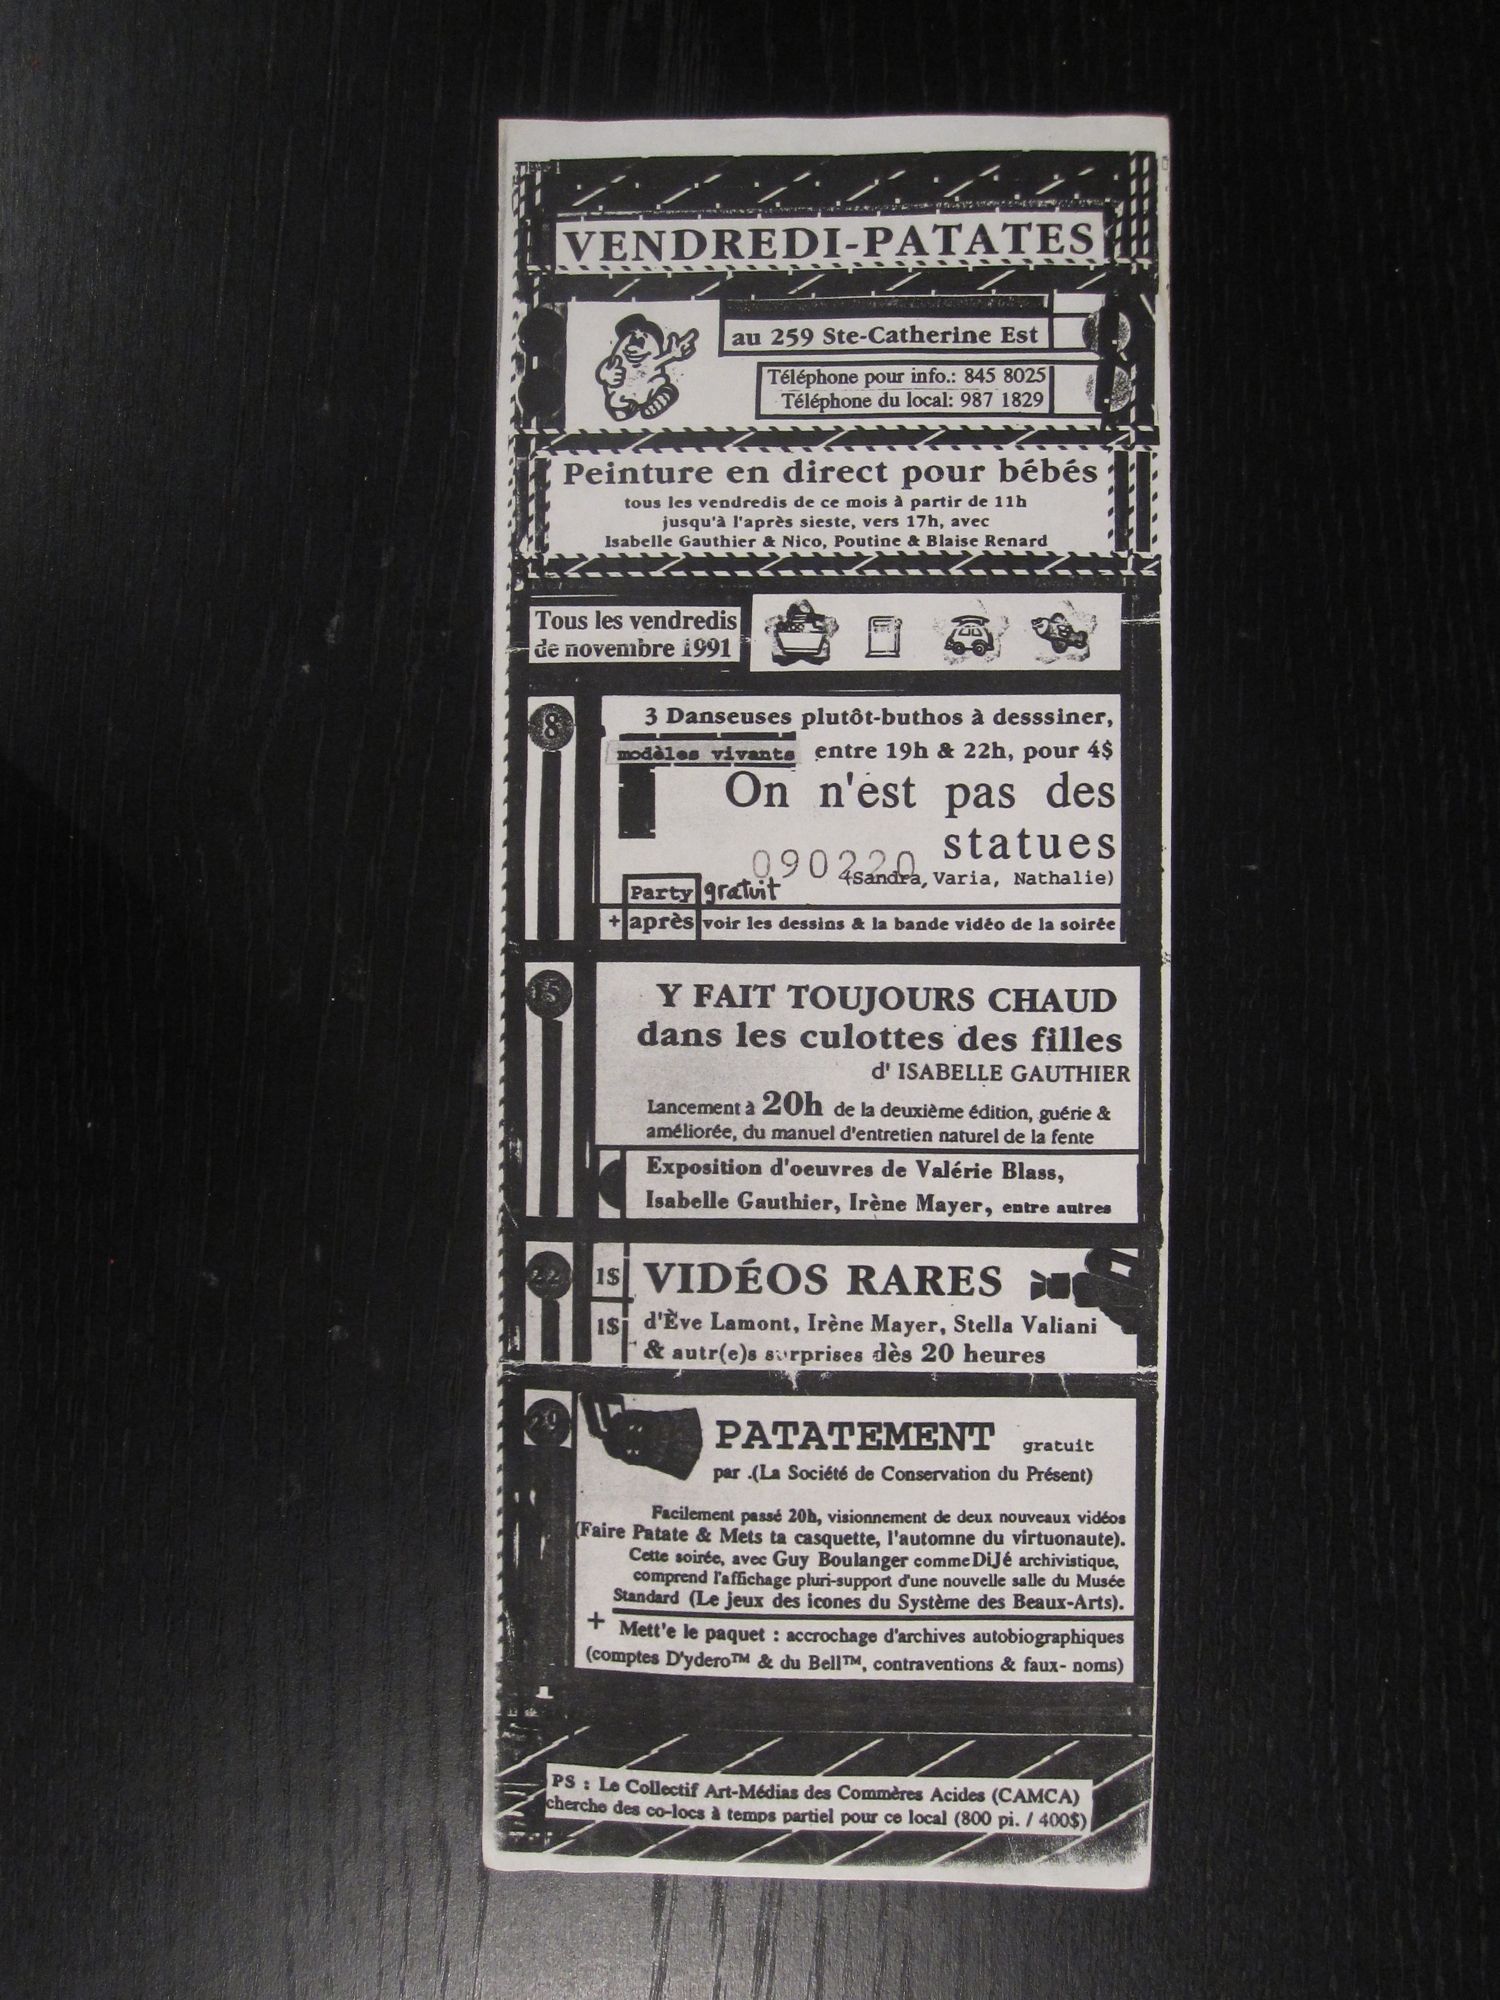 VENDREDI-PATATES
au 259 Ste-Catherine Est
Téléphone pour info.: 845 8025
Téléphone du local: 987 1829
Peinture en direct pour bébés
tous les vendredis de ce mois à partir de 11h
jusqu'à l'après sieste, vers 17h, avec
Isabelle Gauthier & Nico, Poutine & Blaise Renard
Tous les vendredis
de novembre 1991
8
3 Danseuses plutôt-buthos à desssiner,
modèles vivants entre 19h & 22h, pour 4$
On n'est pas des
statues
090220
(Sandra, Varia, Nathalie)
Party gratuit
+ après voir les dessins & la bande vidéo de la soirée
15
Y FAIT TOUJOURS CHAUD
dans les culottes des filles
d' ISABELLE GAUTHIER
Lancement à 20h de la deuxième édition, guérie &
améliorée, du manuel d'entretien naturel de la fente
Exposition d'oeuvres de Valérie Blass,
Isabelle Gauthier, Irène Mayer, entre autres
22
1$ VIDÉOS RARES
1$ d'Ève Lamont, Irène Mayer, Stella Valiani
& autr(e)s surprises dès 20 heures
29
PATATEMENT gratuit
par .(La Société de Conservation du Présent)
Facilement passé 20h, visionnement de deux nouveaux vidéos
(Faire Patate & Mets ta casquette, l'automne du virtuonaute).
Cette soirée, avec Guy Boulanger comme DiJé archivistique,
comprend l'affichage pluri-support d'une nouvelle salle du Musée
Standard (Le jeux des icones du Système des Beaux-Arts).
+ Mett'e le paquet : accrochage d'archives autobiographiques
(comptes D'ydero™ & du Bell™, contraventions & faux- noms)
PS : Le Collectif Art-Médias des Commères Acides (CAMCA)
cherche des co-locs à temps partiel pour ce local (800 pi. / 400$)